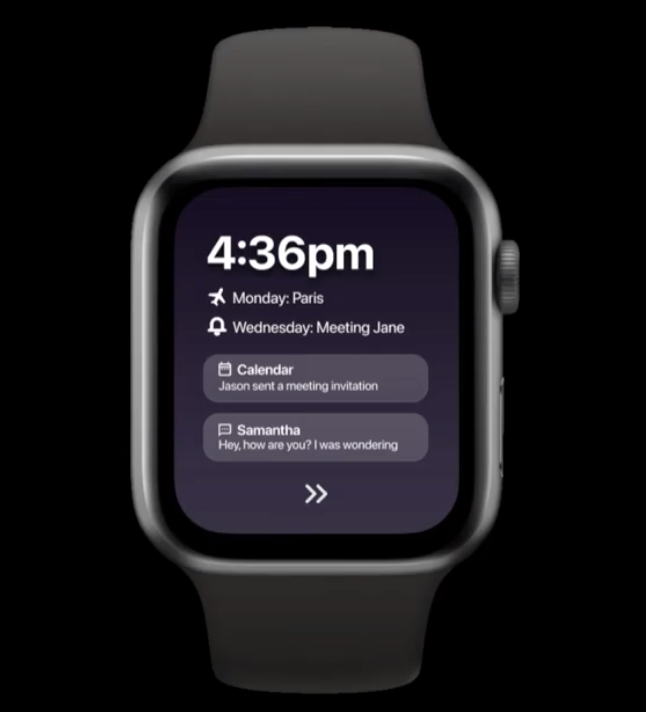 4:36pm
Monday: Paris
Wednesday: Meeting Jane
Calendar
Jason sent a meeting invitation
Samantha
Hey, how are you? I was wondering